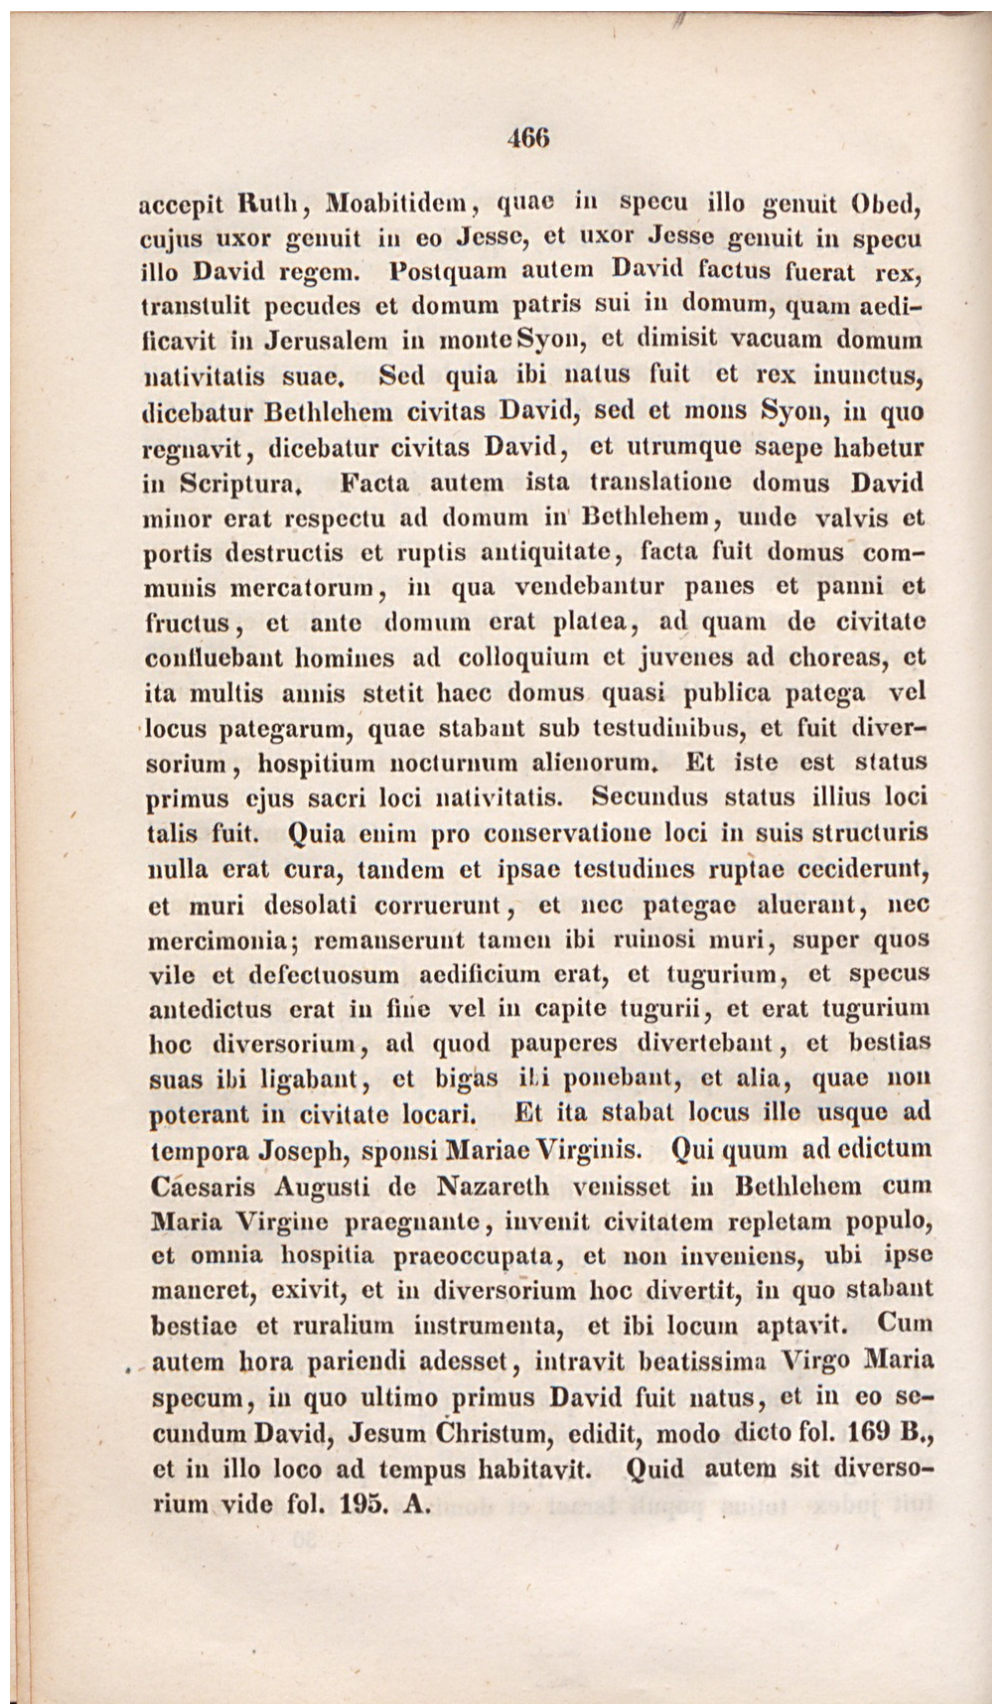 466
accepit Ruth, Moabitidem, quae in specu illo genuit Obed,
cujus uxor genuit in eo Jesse, et uxor Jesse genuit in specu
illo David regem. Postquam autem David factus fuerat rex,
transtulit pecudes et domum patris sui in domum, quam aedi-
ficavit in Jerusalem in monte Syon, et dimisit vacuam domum
nativitatis suae. Sed quia ibi natus fuit et rex inunctus,
dicebatur Bethlehem civitas David, sed et mons Syon, in quo
regnavit, dicebatur civitas David, et utrumque saepe habetur
in Scriptura. Facta autem ista translatione domus David
minor erat respectu ad domum in Bethlehem, unde valvis et
portis destructis et ruptis antiquitate, facta fuit domus com-
munis mercatorum, in qua vendebantur panes et panni et
fructus, et ante domum erat platea, ad quam de civitate
confluebant homines ad colloquium et juvenes ad choreas, et
ita multis annis stetit haec domus quasi publica patega vel
locus pategarum, quae stabant sub testudinibus, et fuit diver-
sorium, hospitium nocturnum alienorum. Et iste est status
primus ejus sacri loci nativitatis. Secundus status illius loci
talis fuit. Quia enim pro conservatione loci in suis structuris
nulla erat cura, tandem et ipsae testudines ruptae ceciderunt,
et muri desolati corruerunt, et nec pategae aluerant, nec
mercimonia; remanserunt tamen ibi ruinosi muri, super quos
vile et defectuosum aedificium erat, et tugurium, et specus
antedictus erat in fine vel in capite tugurii, et erat tugurium
hoc diversorium, ad quod pauperes divertebant, et bestias
suas ibi ligabant, et bigas ibi ponebant, et alia, quae non
poterant in civitate locari. Et ita stabat locus ille usque ad
tempora Joseph, sponsi Mariae Virginis. Qui quum ad edictum
Caesaris Augusti de Nazareth venisset in Bethlehem cum
Maria Virgine praegnante, invenit civitatem repletam populo,
et omnia hospitia praeoccupata, et non inveniens, ubi ipse
maneret, exivit, et in diversorium hoc divertit, in quo stabant
bestiae et ruralium instrumenta, et ibi locum aptavit. Cum
autem hora pariendi adesset, intravit beatissima Virgo Maria
specum, in quo ultimo primus David fuit natus, et in eo se-
cundum David, Jesum Christum, edidit, modo dicto fol. 169 B.,
et in illo loco ad tempus habitavit. Quid autem sit diverso-
rium vide fol. 195. A.